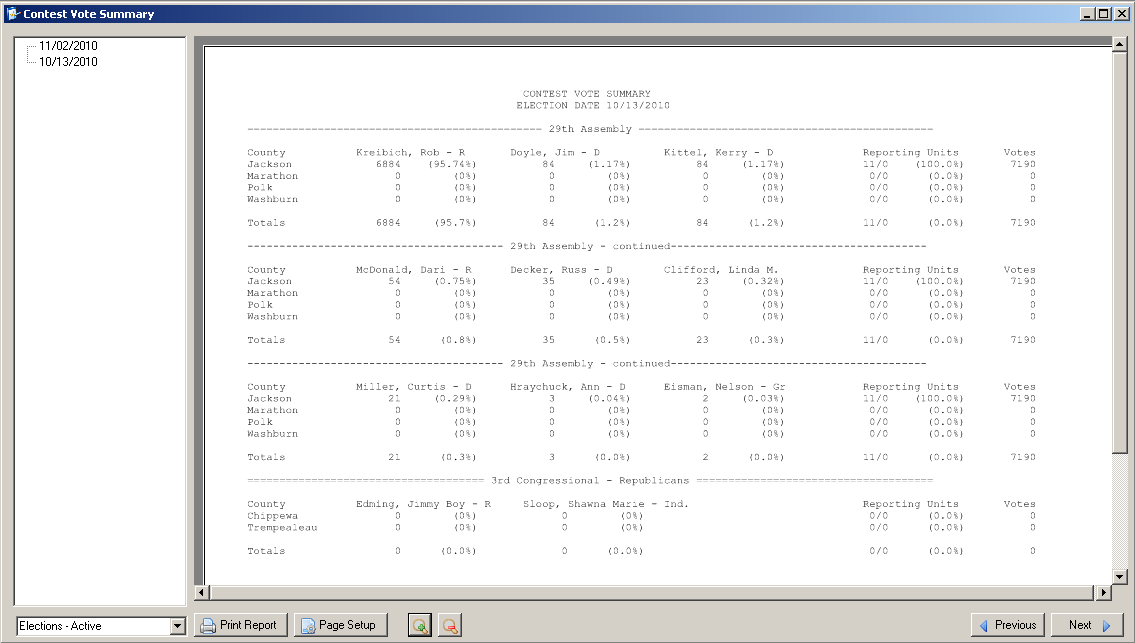 Contest Vote Summary
11/02/2010
10/13/2010
CONTEST VOTE SUMMARY
ELECTION DATE 10/13/2010
29th Assembly
County Kreibich, Rob - R Doyle, Jim - D Kittel, Kerry - D Reporting Units Votes
Jackson 6884 (95.74%) 84 (1.17%) 84 (1.17%) 11/0 (100.0%) 7190
Marathon 0 (0%) 0 (0%) 0 (0%) 0/0 (0.0%) 0
Polk 0 (0%) 0 (0%) 0 (0%) 0/0 (0.0%) 0
Washburn 0 (0%) 0 (0%) 0 (0%) 0/0 (0.0%) 0
Totals 6884 (95.7%) 84 (1.2%) 84 (1.2%) 11/0 (0.0%) 7190
29th Assembly - continued
County McDonald, Dari - R Decker, Russ - D Clifford, Linda M. Reporting Units Votes
Jackson 54 (0.75%) 35 (0.49%) 23 (0.32%) 11/0 (100.0%) 7190
Marathon 0 (0%) 0 (0%) 0 (0%) 0/0 (0.0%) 0
Polk 0 (0%) 0 (0%) 0 (0%) 0/0 (0.0%) 0
Washburn 0 (0%) 0 (0%) 0 (0%) 0/0 (0.0%) 0
Totals 54 (0.8%) 35 (0.5%) 23 (0.3%) 11/0 (0.0%) 7190
29th Assembly - continued
County Miller, Curtis - D Hraychuck, Ann - D Eisman, Nelson - Gr Reporting Units Votes
Jackson 21 (0.29%) 3 (0.04%) 2 (0.03%) 11/0 (100.0%) 7190
Marathon 0 (0%) 0 (0%) 0 (0%) 0/0 (0.0%) 0
Polk 0 (0%) 0 (0%) 0 (0%) 0/0 (0.0%) 0
Washburn 0 (0%) 0 (0%) 0 (0%) 0/0 (0.0%) 0
Totals 21 (0.3%) 3 (0.0%) 2 (0.0%) 11/0 (0.0%) 7190
3rd Congressional - Republicans
County Edming, Jimmy Boy - R Sloop, Shawna Marie - Ind. Reporting Units Votes
Chippewa 0 (0%) 0 (0%) 0/0 (0.0%) 0
Trempealeau 0 (0%) 0 (0%) 0/0 (0.0%) 0
Totals 0 (0.0%) 0 (0.0%) 0/0 (0.0%) 0
Elections - Active Print Report Page Setup Previous Next